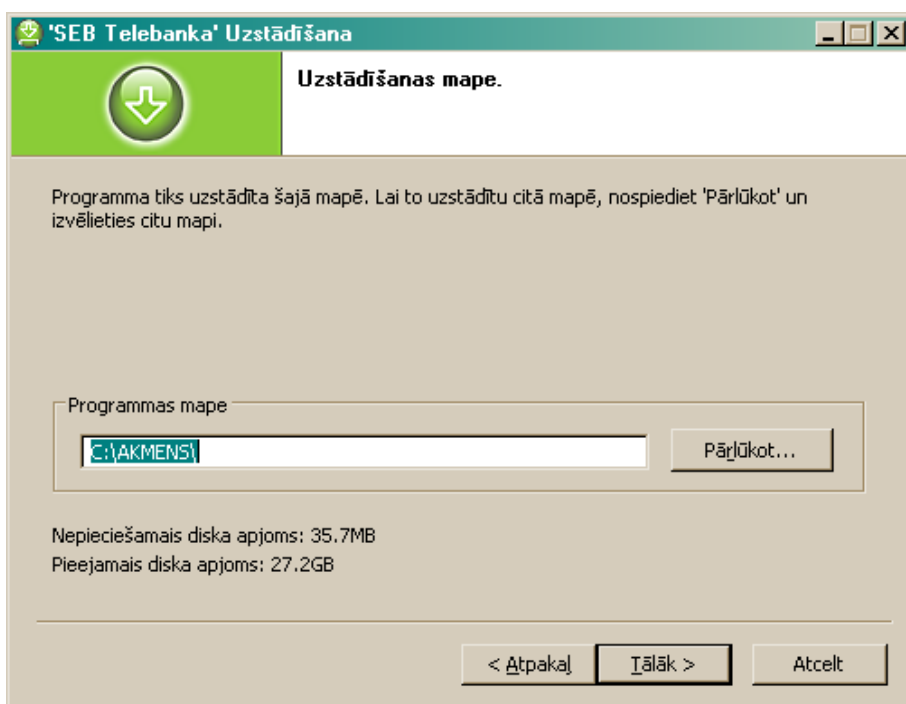 'SEB Telebanka' Uzstādīšana
Uzstādīšanas mape.
Programma tiks uzstādīta šajā mapē. Lai to uzstādītu citā mapē, nospiediet 'Pārlūkot' un
izvēlieties citu mapi.
Programmas mape
C:\AKMENS\
Pārlūkot...
Nepieciešamais diska apjoms: 35.7MB
Pieejamais diska apjoms: 27.2GB
< Atpakaļ
Tālāk >
Atcelt